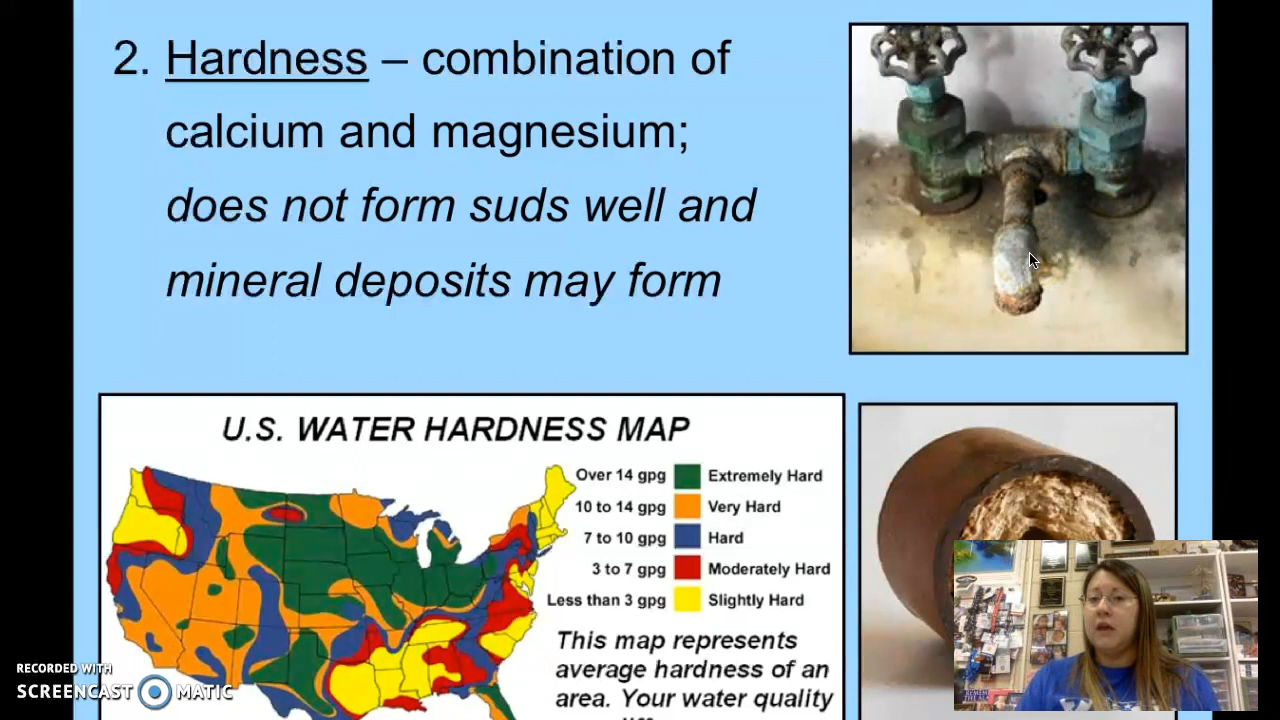 2. Hardness – combination of
calcium and magnesium;
does not form suds well and
mineral deposits may form
U.S. WATER HARDNESS MAP
Over 14 gpg Extremely Hard
10 to 14 gpg Very Hard
7 to 10 gpg Hard
3 to 7 gpg Moderately Hard
Less than 3 gpg Slightly Hard
This map represents
average hardness of an
area. Your water quality
RECORDED WITH
SCREENCAST MATIC